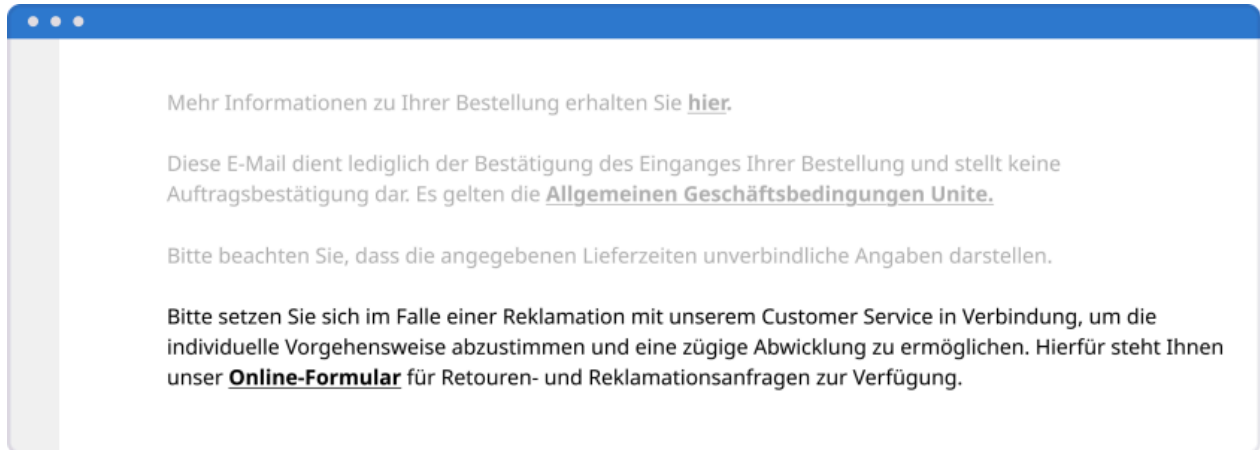 Mehr Informationen zu Ihrer Bestellung erhalten Sie hier.
Diese E-Mail dient lediglich der Bestätigung des Einganges Ihrer Bestellung und stellt keine
Auftragsbestätigung dar. Es gelten die Allgemeinen Geschäftsbedingungen Unite.
Bitte beachten Sie, dass die angegebenen Lieferzeiten unverbindliche Angaben darstellen.
Bitte setzen Sie sich im Falle einer Reklamation mit unserem Customer Service in Verbindung, um die
individuelle Vorgehensweise abzustimmen und eine zügige Abwicklung zu ermöglichen. Hierfür steht Ihnen
unser Online-Formular für Retouren- und Reklamationsanfragen zur Verfügung.